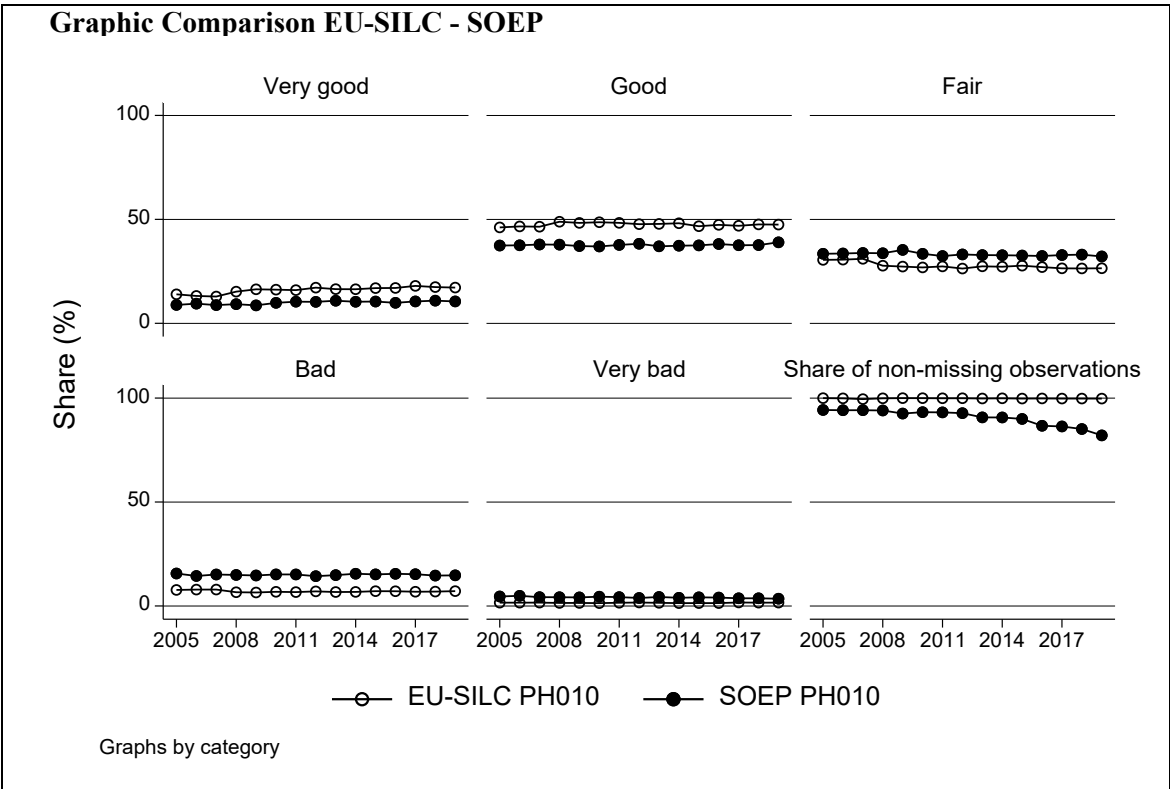 Graphic Comparison EU-SILC - SOEP
Very good Good Fair
100
50
0
Share (%)
Bad Very bad Share of non-missing observations
100
50
0
2005 2008 2011 2014 2017 2005 2008 2011 2014 2017 2005 2008 2011 2014 2017
EU-SILC PH010 SOEP PH010
Graphs by category